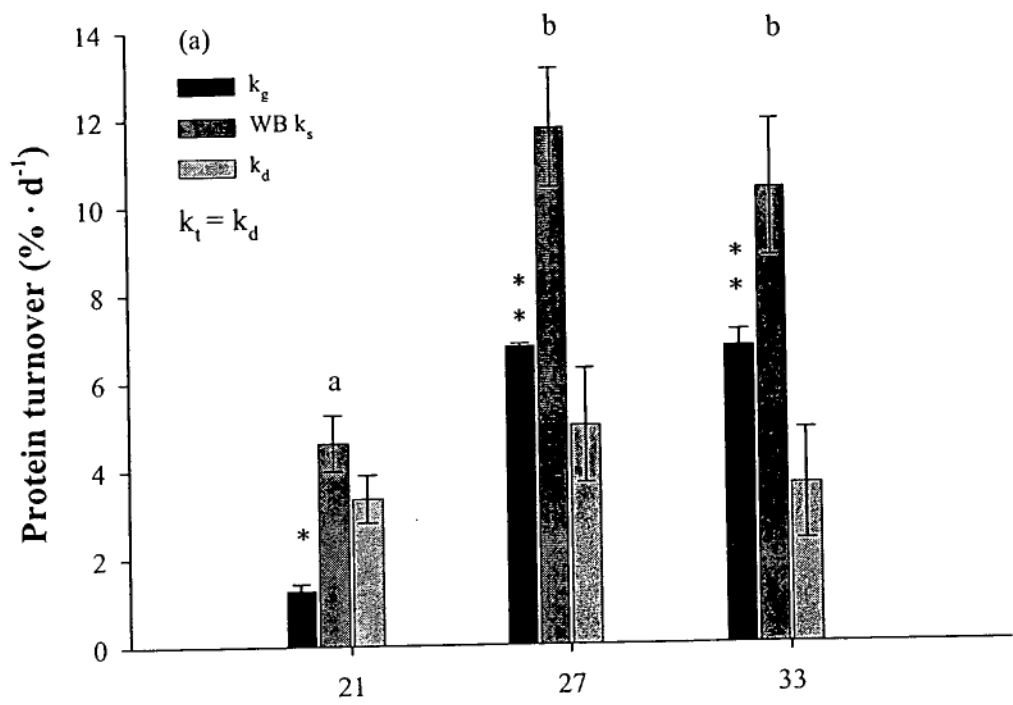 Protein turnover (% · d⁻¹)
14
12
10
8
6
4
2
0
(a)
k_g
WB k_s
k_d
k_t = k_d
*
a
* *
b
* *
b
21
27
33